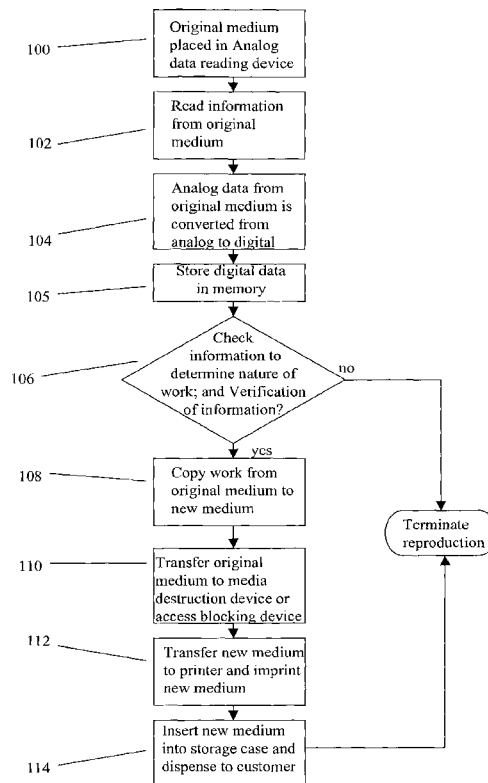 100
Original medium
placed in Analog
data reading device
102
Read information
from original
medium
104
Analog data from
original medium is
converted from
analog to digital
105
Store digital data
in memory
106
Check
information to
determine nature of
work; and Verification
of information?
no
yes
108
Copy work from
original medium to
new medium
Terminate
reproduction
110
Transfer original
medium to media
destruction device or
access blocking device
112
Transfer new medium
to printer and imprint
new medium
114
Insert new medium
into storage case and
dispense to customer